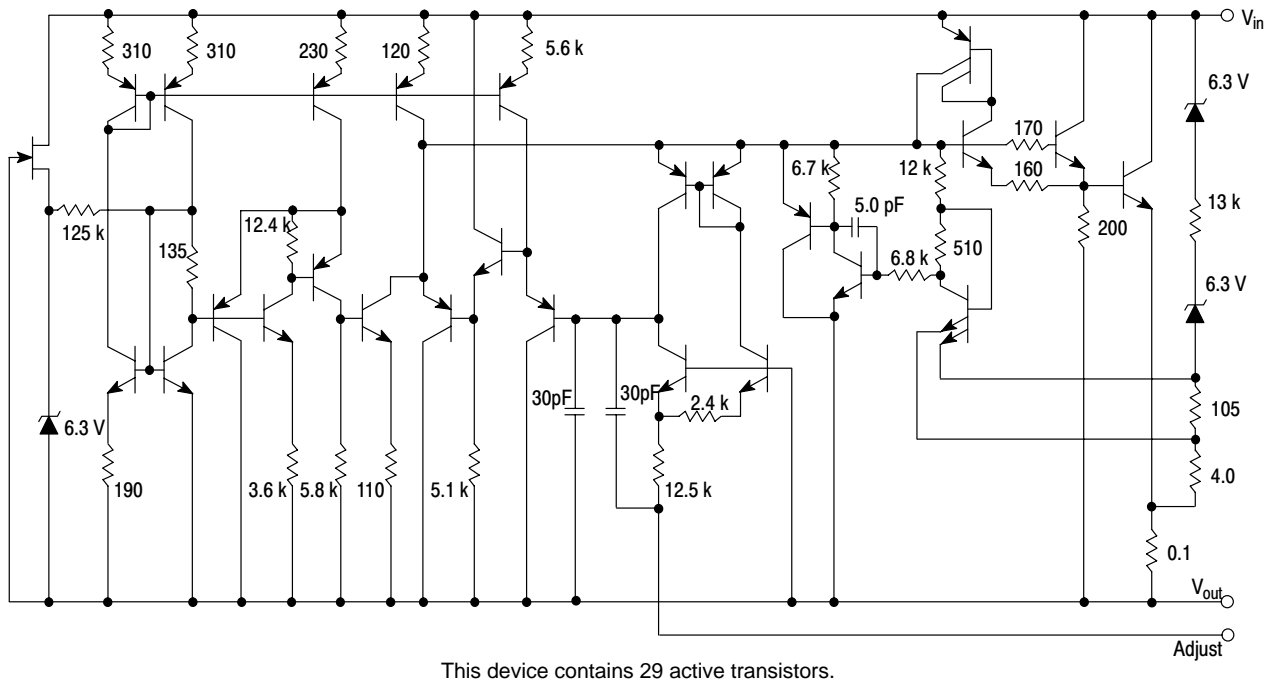 310
310
230
120
5.6 k
Vin
6.3 V
170
160
6.7 k
12 k
5.0 pF
13 k
125 k
135
12.4 k
6.8 k
510
200
6.3 V
6.3 V
30pF
30pF
2.4 k
105
190
3.6 k
5.8 k
110
5.1 k
12.5 k
4.0
0.1
Vout
Adjust
This device contains 29 active transistors.